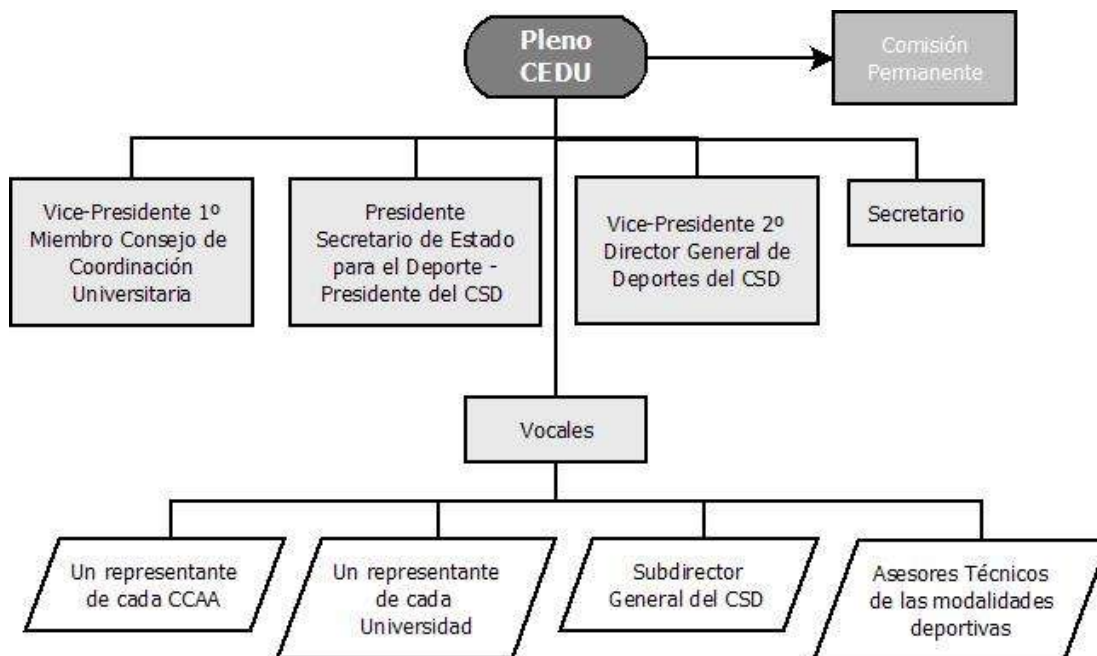 Pleno
CEDU
Comisión
Permanente
Vice-Presidente 1º
Miembro Consejo de
Coordinación
Universitaria
Presidente
Secretario de Estado
para el Deporte -
Presidente del CSD
Vice-Presidente 2º
Director General de
Deportes del CSD
Secretario
Vocales
Un representante
de cada CCAA
Un representante
de cada
Universidad
Subdirector
General del CSD
Asesores Técnicos
de las modalidades
deportivas